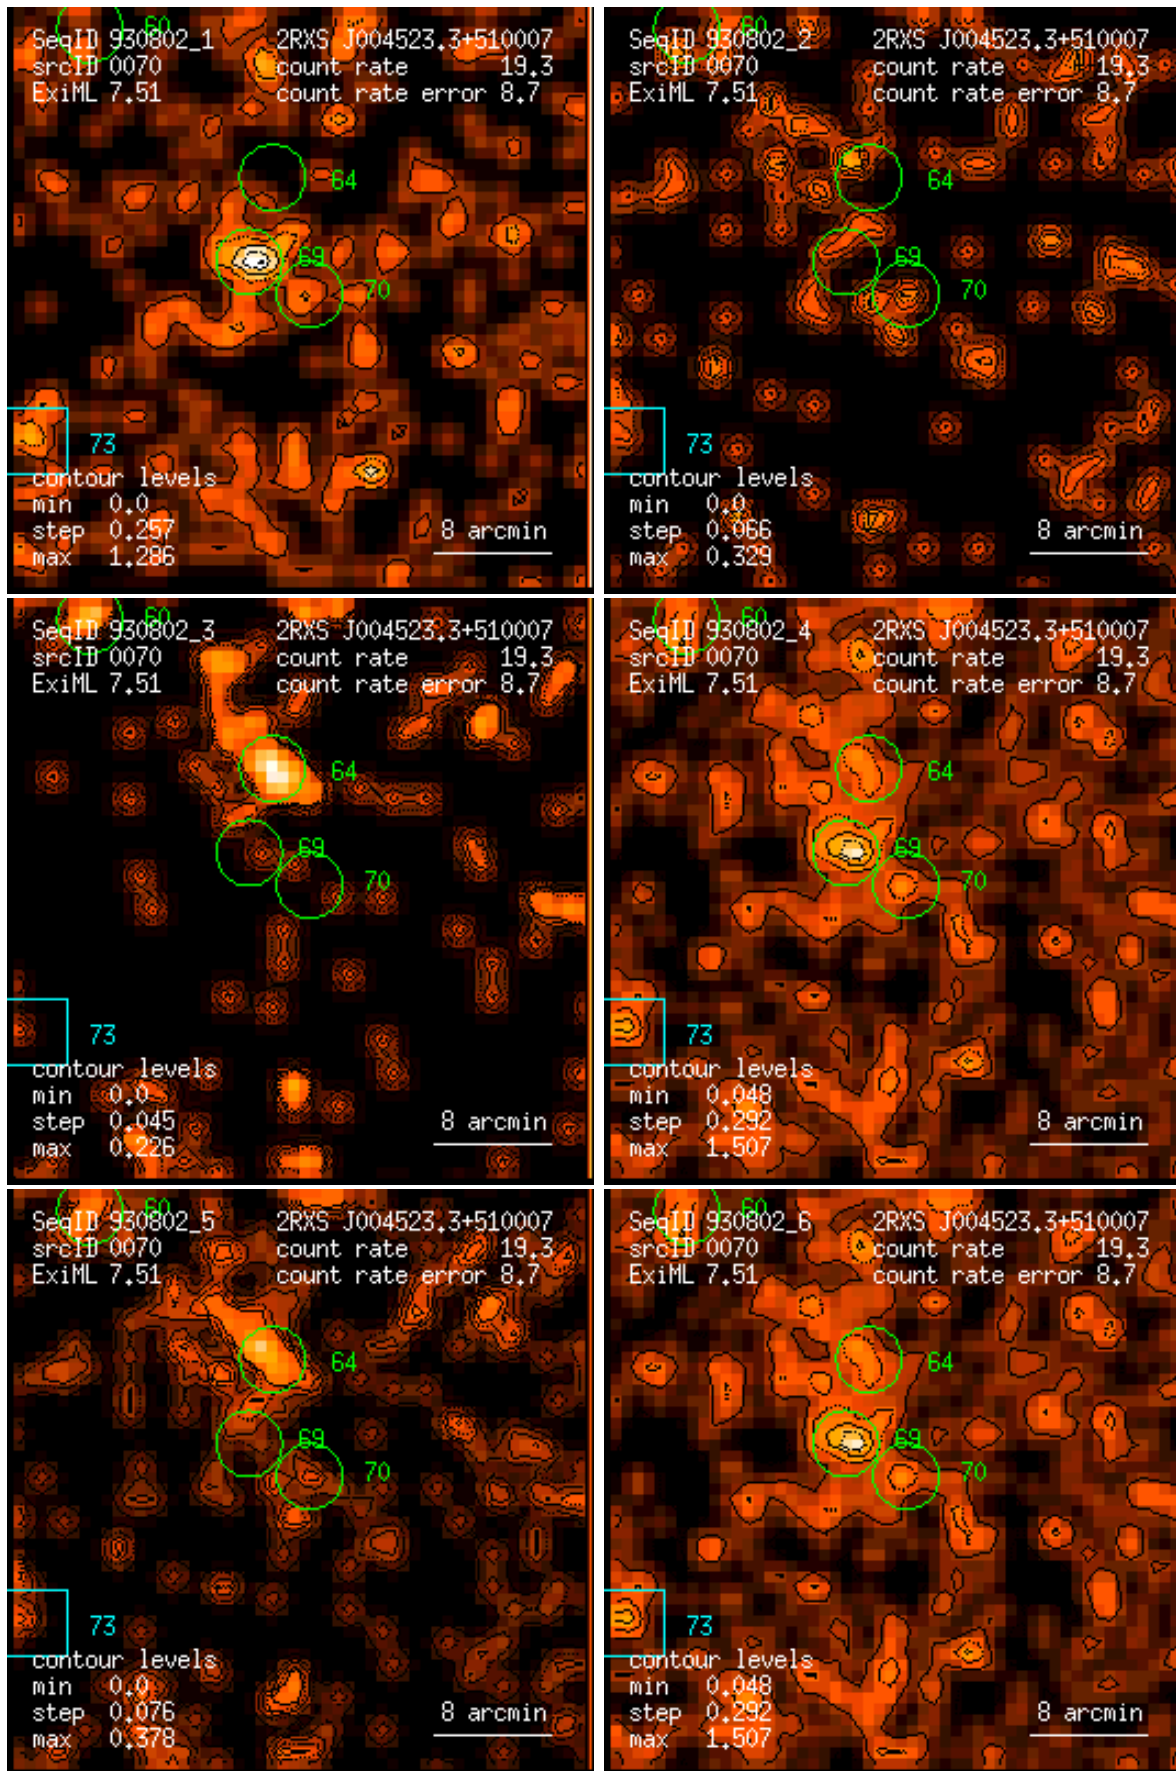 60
SeqID 930802_1 2RXS J004523.3+510007
srcID 0070 count rate 19.3
ExiML 7.51 count rate error 8.7
64
69
70
73
contour levels
min 0.0
step 0.257 8 arcmin
max 1.286
60
SeqID 930802_2 2RXS J004523.3+510007
srcID 0070 count rate 19.3
ExiML 7.51 count rate error 8.7
64
69
70
73
contour levels
min 0.0
step 0.066 8 arcmin
max 0.329
60
SeqID 930802_3 2RXS J004523.3+510007
srcID 0070 count rate 19.3
ExiML 7.51 count rate error 8.7
64
69
70
73
contour levels
min 0.0
step 0.045 8 arcmin
max 0.226
60
SeqID 930802_4 2RXS J004523.3+510007
srcID 0070 count rate 19.3
ExiML 7.51 count rate error 8.7
64
69
70
73
contour levels
min 0.048
step 0.292 8 arcmin
max 1.507
60
SeqID 930802_5 2RXS J004523.3+510007
srcID 0070 count rate 19.3
ExiML 7.51 count rate error 8.7
64
69
70
73
contour levels
min 0.0
step 0.076 8 arcmin
max 0.378
60
SeqID 930802_6 2RXS J004523.3+510007
srcID 0070 count rate 19.3
ExiML 7.51 count rate error 8.7
64
69
70
73
contour levels
min 0.048
step 0.292 8 arcmin
max 1.507